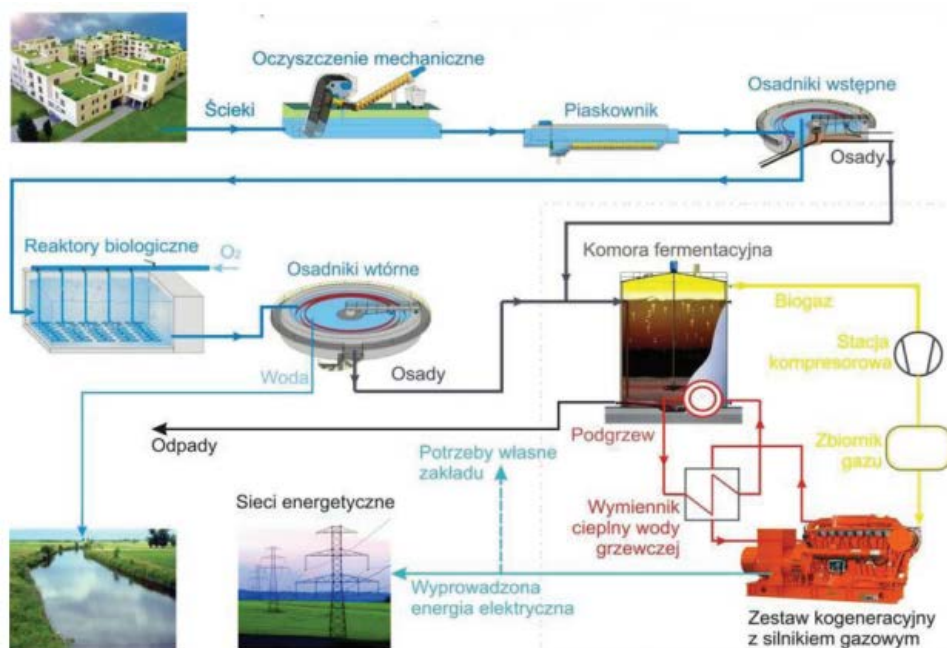 Oczyszczenie mechaniczne
Ścieki
Piaskownik
Osadniki wstępne
Osady
Reaktory biologiczne
O₂
Osadniki wtórne
Komora fermentacyjna
Biogaz
Stacja
kompresorowa
Woda
Osady
Odpady
Podgrzew
Zbiornik
gazu
Potrzeby własne
zakładu
Sieci energetyczne
Wymiennik
cieplny wody
grzewczej
Wyprowadzona
energia elektryczna
Zestaw kogeneracyjny
z silnikiem gazowym